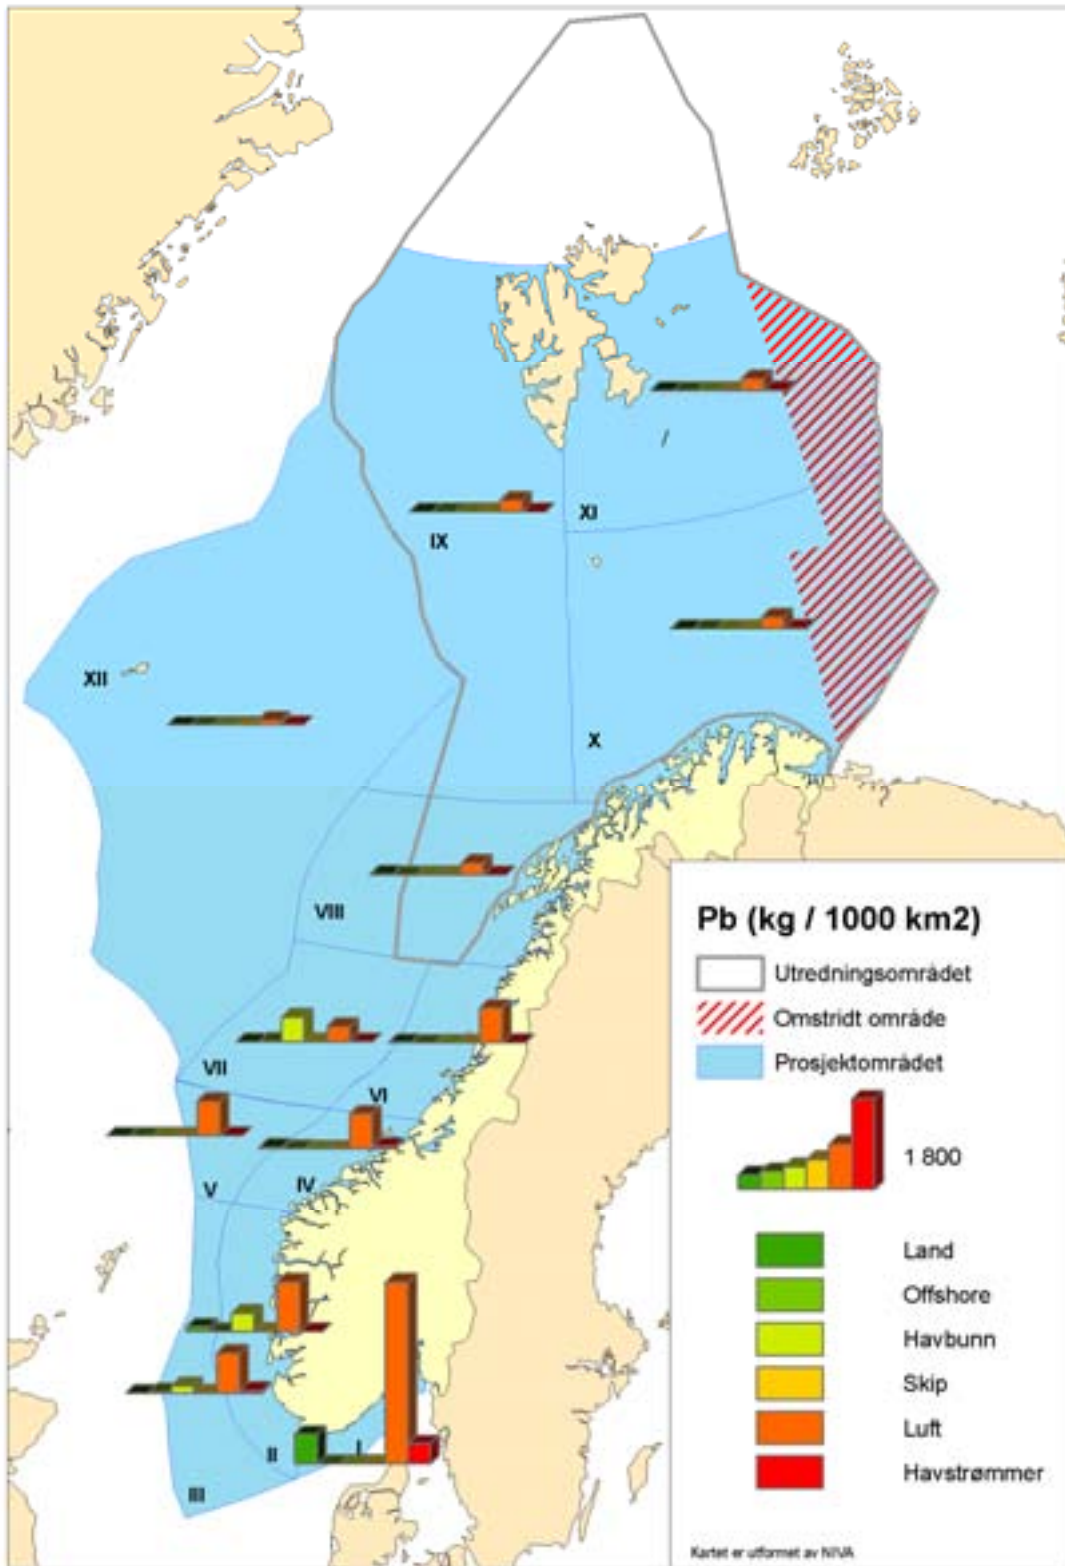 XI
IX
XII
X
VIII
VII
VI
V
IV
II
I
III
Pb (kg / 1000 km2)
Utredningsområdet
Omstridt område
Prosjektområdet
1 800
Land
Offshore
Havbunn
Skip
Luft
Havstrømmer
Kartet er utformet av NIVA